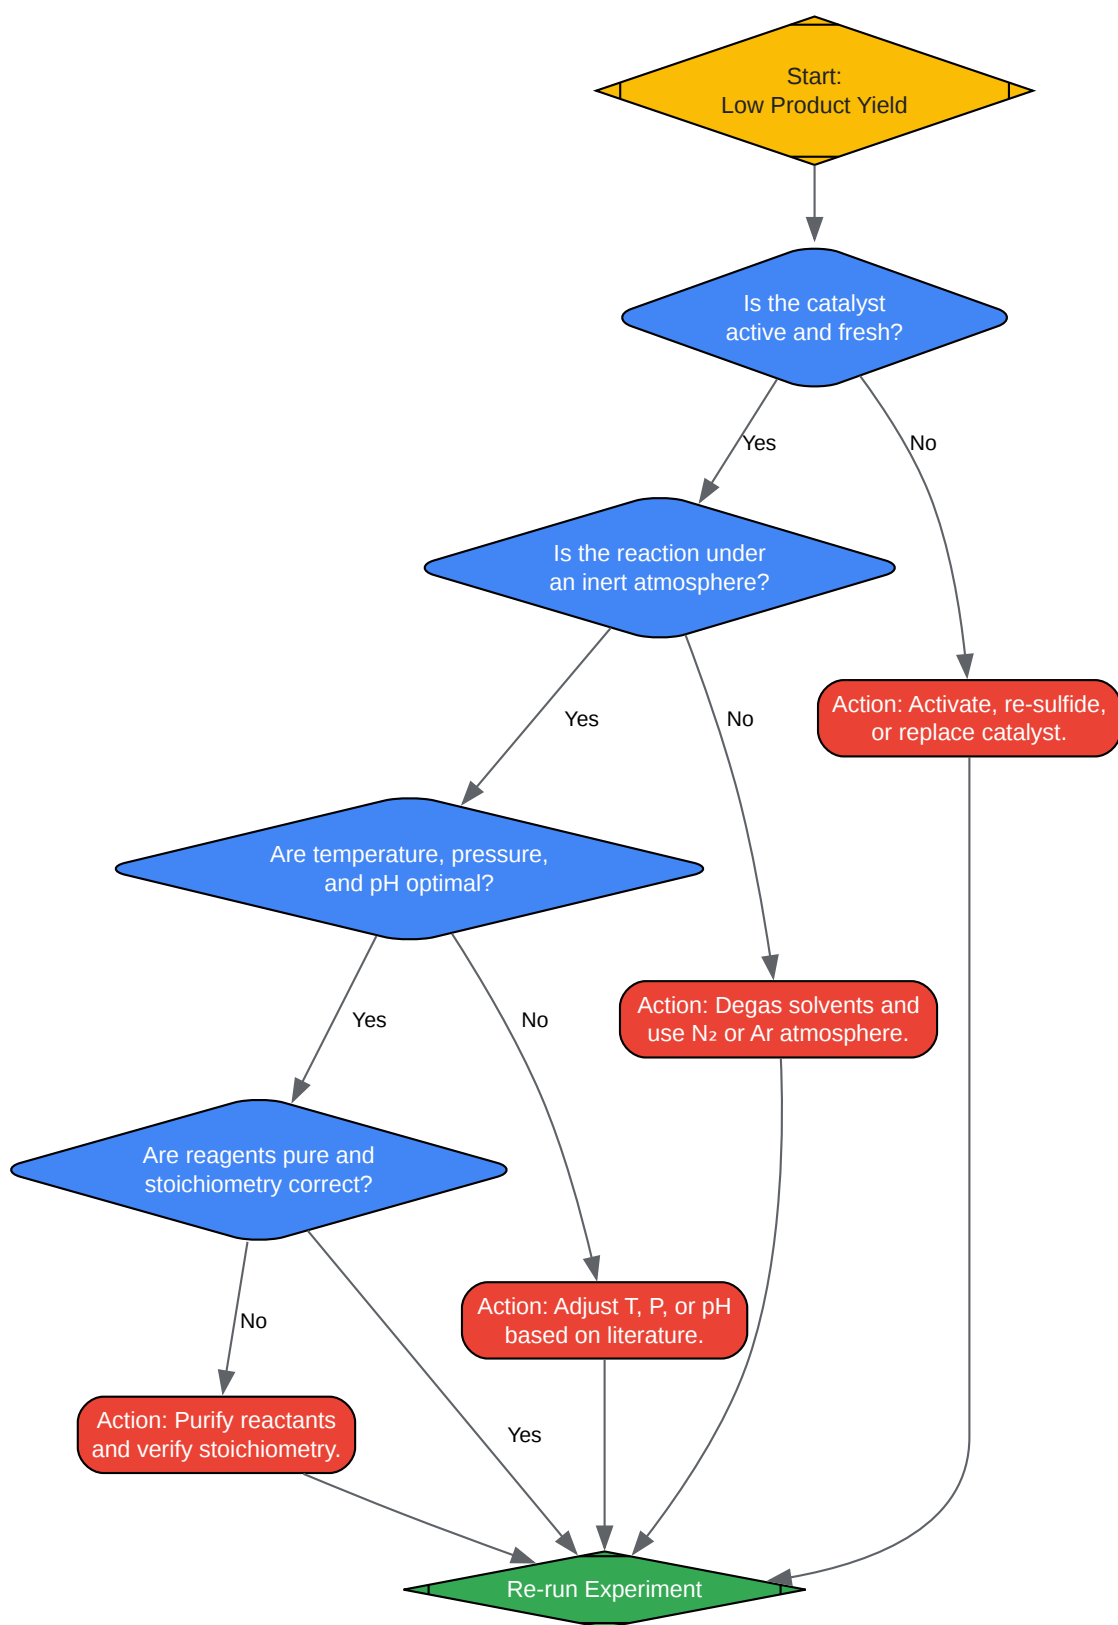 Start:
Low Product Yield
Is the catalyst
active and fresh?
Yes
No
Is the reaction under
an inert atmosphere?
Action: Activate, re-sulfide,
or replace catalyst.
Yes
No
Are temperature, pressure,
and pH optimal?
Action: Degas solvents and
use N₂ or Ar atmosphere.
Yes
No
Are reagents pure and
stoichiometry correct?
Action: Adjust T, P, or pH
based on literature.
No
Yes
Action: Purify reactants
and verify stoichiometry.
Re-run Experiment